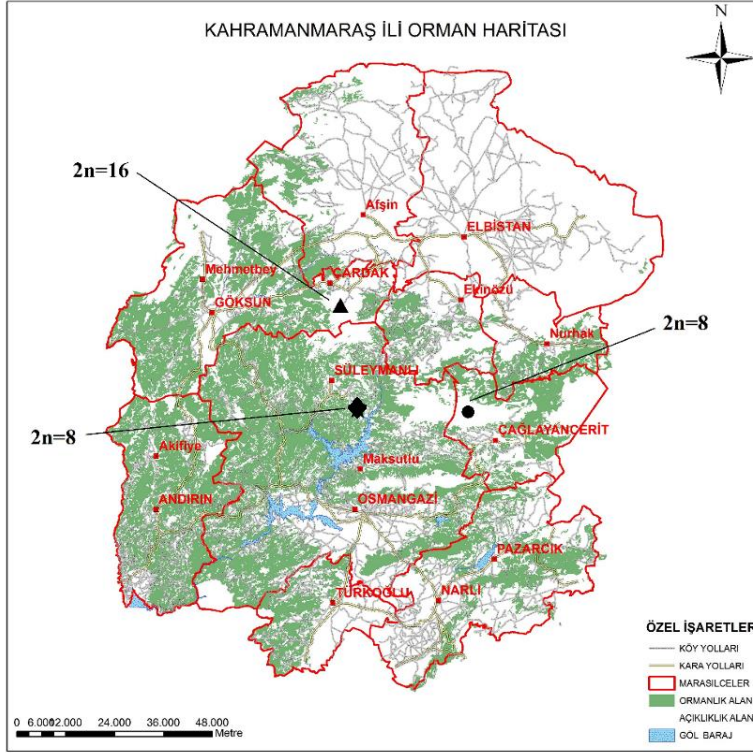 KAHRAMANMARAŞ İLİ ORMAN HARİTASI
N
2n=16
Afşin
ELBİSTAN
Mehmetbey
ÇARDAK
Ekinözü
GÖKSUN
2n=8
Nurhak
SÜLEYMANLI
2n=8
ÇAĞLAYANCERİT
Akifiye
Maksutlu
ANDIRIN
OSMANGAZİ
PAZARCIK
TÜRKOĞLU
NARLI
ÖZEL İŞARETLER
KÖY YOLLARI
KARA YOLLARI
MARASILCELER
ORMANLIK ALAN
AÇIKLIKLIK ALAN
GÖL BARAJ
0 6.00012.000 24.000 36.000 48.000
Metre